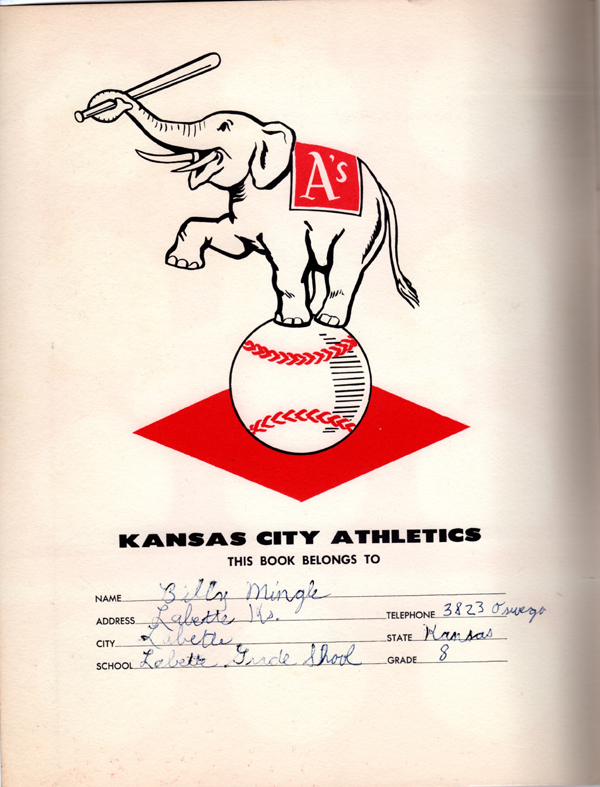 A's
KANSAS CITY ATHLETICS
THIS BOOK BELONGS TO
NAME Billy Mingle
ADDRESS Labette Ks. TELEPHONE 3823 Oswego
CITY Labette, STATE Kansas
SCHOOL Labette Grade Shool GRADE 8